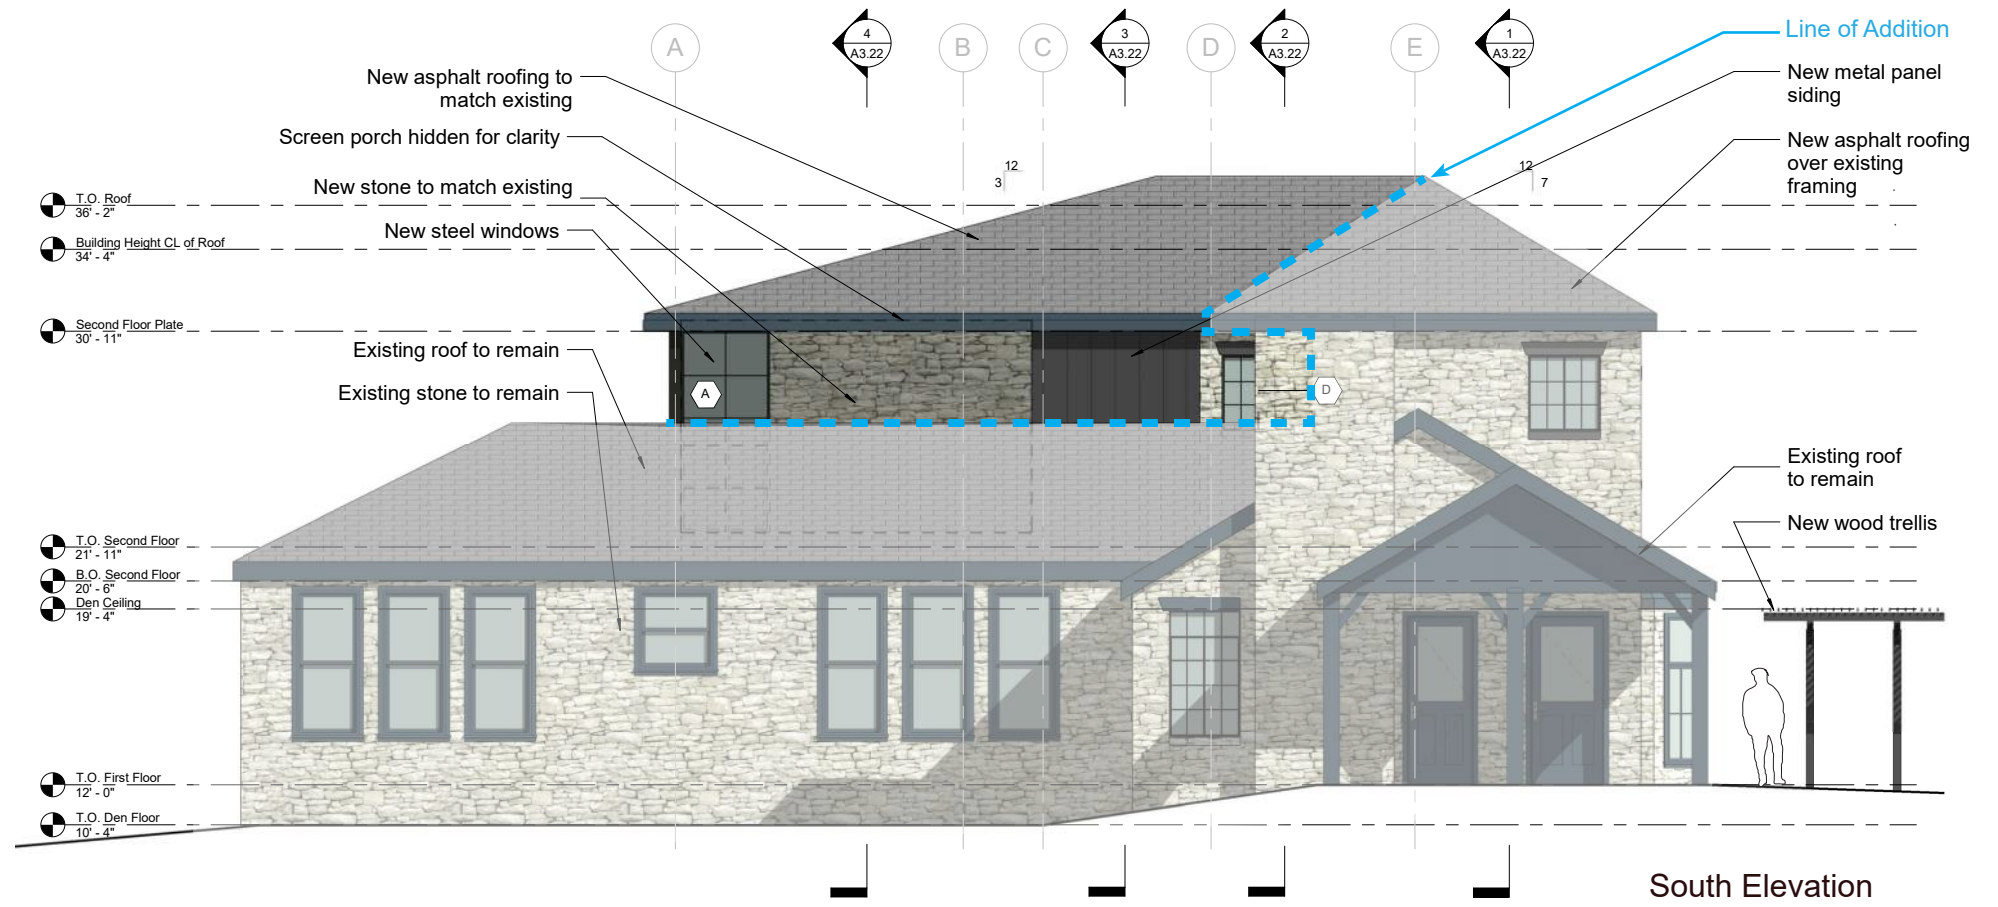 A
4
A3.22
B
C
3
A3.22
D
2
A3.22
E
1
A3.22
Line of Addition
New asphalt roofing to
match existing
Screen porch hidden for clarity
New stone to match existing
New steel windows
Existing roof to remain
Existing stone to remain
New metal panel
siding
New asphalt roofing
over existing
framing
Existing roof
to remain
New wood trellis
12
3
12
7
T.O. Roof
36' - 2"
Building Height CL of Roof
34' - 4"
Second Floor Plate
30' - 11"
T.O. Second Floor
21' - 11"
B.O. Second Floor
20' - 6"
Den Ceiling
19' - 4"
T.O. First Floor
12' - 0"
T.O. Den Floor
10' - 4"
A
D
South Elevation